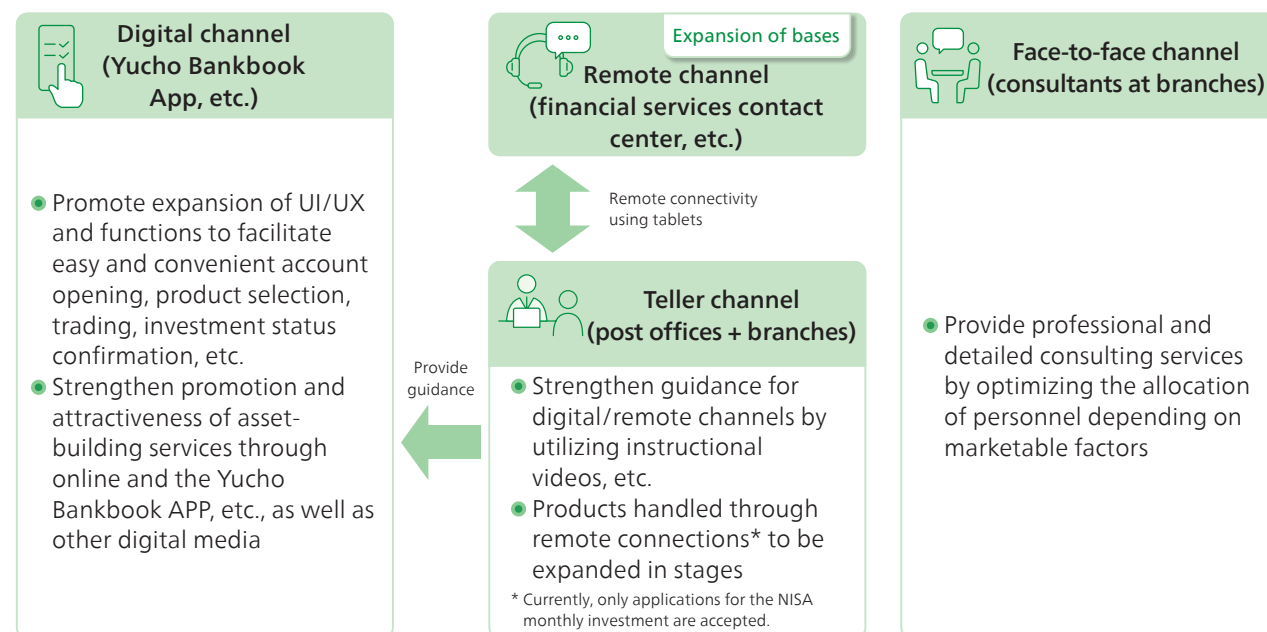 Digital channel
(Yucho Bankbook
App, etc.)
Promote expansion of UI/UX
and functions to facilitate
easy and convenient account
opening, product selection,
trading, investment status
confirmation, etc.
Strengthen promotion and
attractiveness of asset-
building services through
online and the Yucho
Bankbook APP, etc., as well as
other digital media
Expansion of bases
Remote channel
(financial services contact
center, etc.)
Remote connectivity
using tablets
Provide
guidance
Teller channel
(post offices + branches)
Strengthen guidance for
digital/remote channels by
utilizing instructional
videos, etc.
Products handled through
remote connections* to be
expanded in stages
* Currently, only applications for the NISA
monthly investment are accepted.
Face-to-face channel
(consultants at branches)
Provide professional and
detailed consulting services
by optimizing the allocation
of personnel depending on
marketable factors